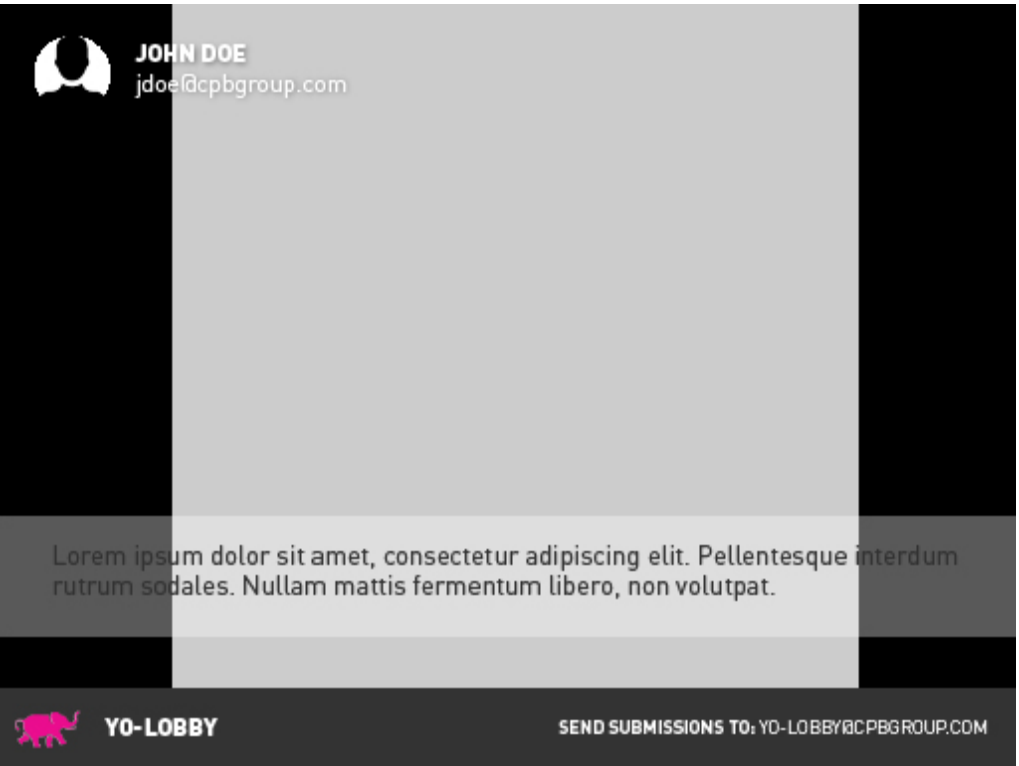 JOHN DOE
jdoe@cpbgroup.com
Lorem ipsum dolor sit amet, consectetur adipiscing elit. Pellentesque interdum
rutrum sodales. Nullam mattis fermentum libero, non volutpat.
YO-LOBBY
SEND SUBMISSIONS TO: YO-LOBBY@CPBGROUP.COM